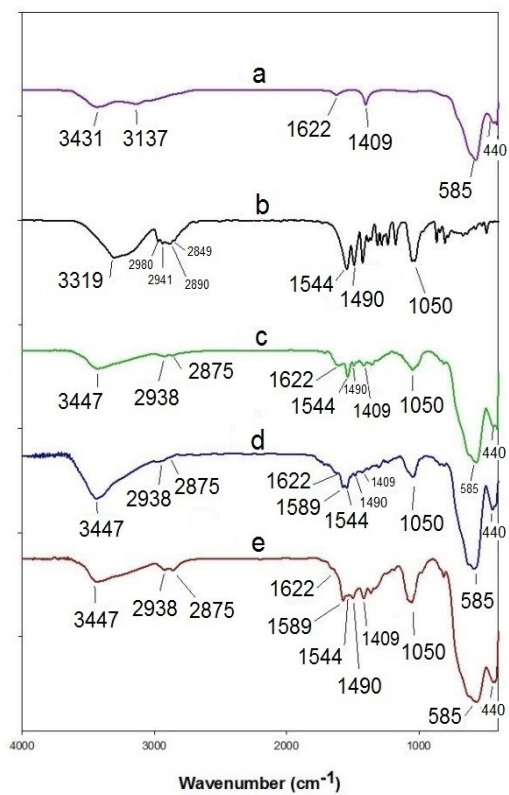 a
3431 3137 1622 1409 585 440
b
3319 2980 2941 2890 2849 1544 1490 1050
c
3447 2938 2875 1622 1544 1490 1409 1050 585 440
d
3447 2938 2875 1622 1589 1544 1490 1409 1050 585 440
e
3447 2938 2875 1622 1589 1544 1490 1409 1050 585 440
4000 3000 2000 1000
Wavenumber (cm-1)